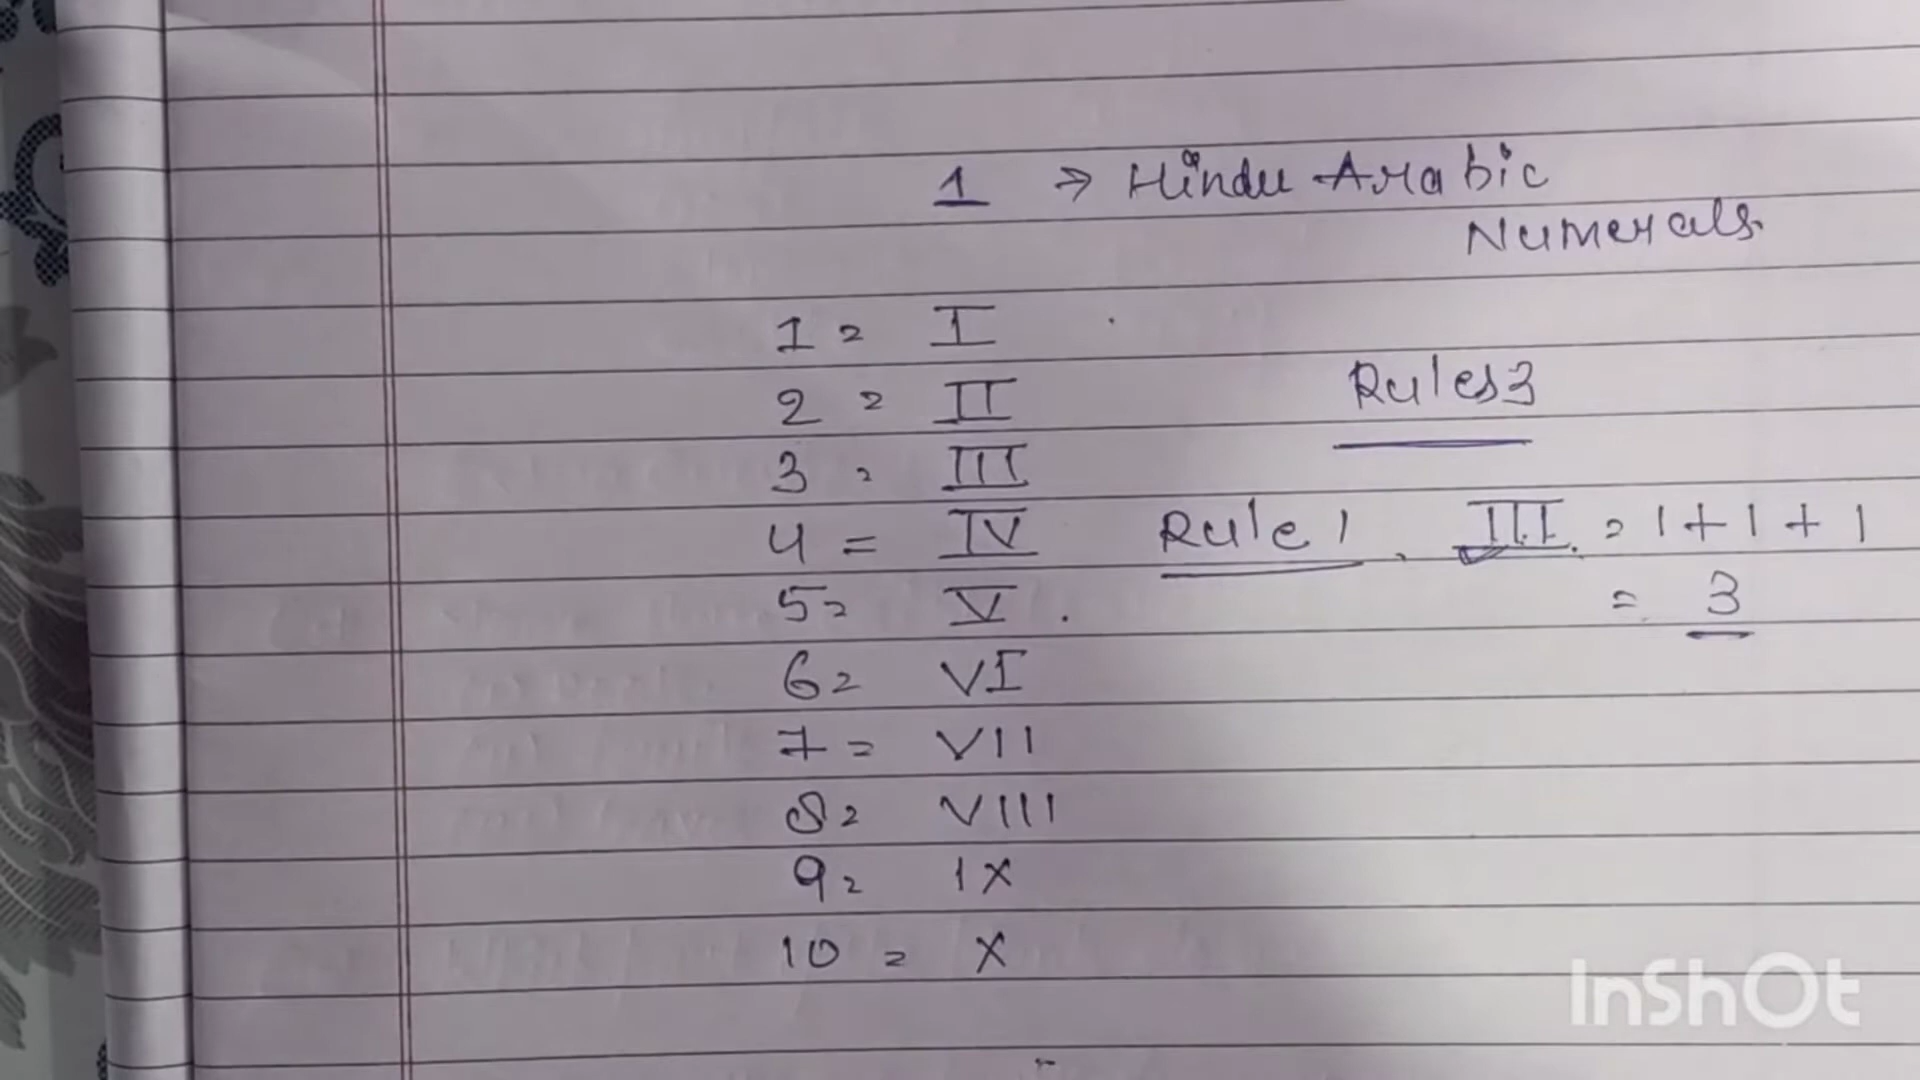 1 → Hindu Arabic
Numerals.
1 = I
2 = II
Rules
3 = III
4 = IV
Rule 1. III = 1 + 1 + 1
= 3
5 = V.
6 = VI
7 = VII
8 = VIII
9 = IX
10 = X
InShOt